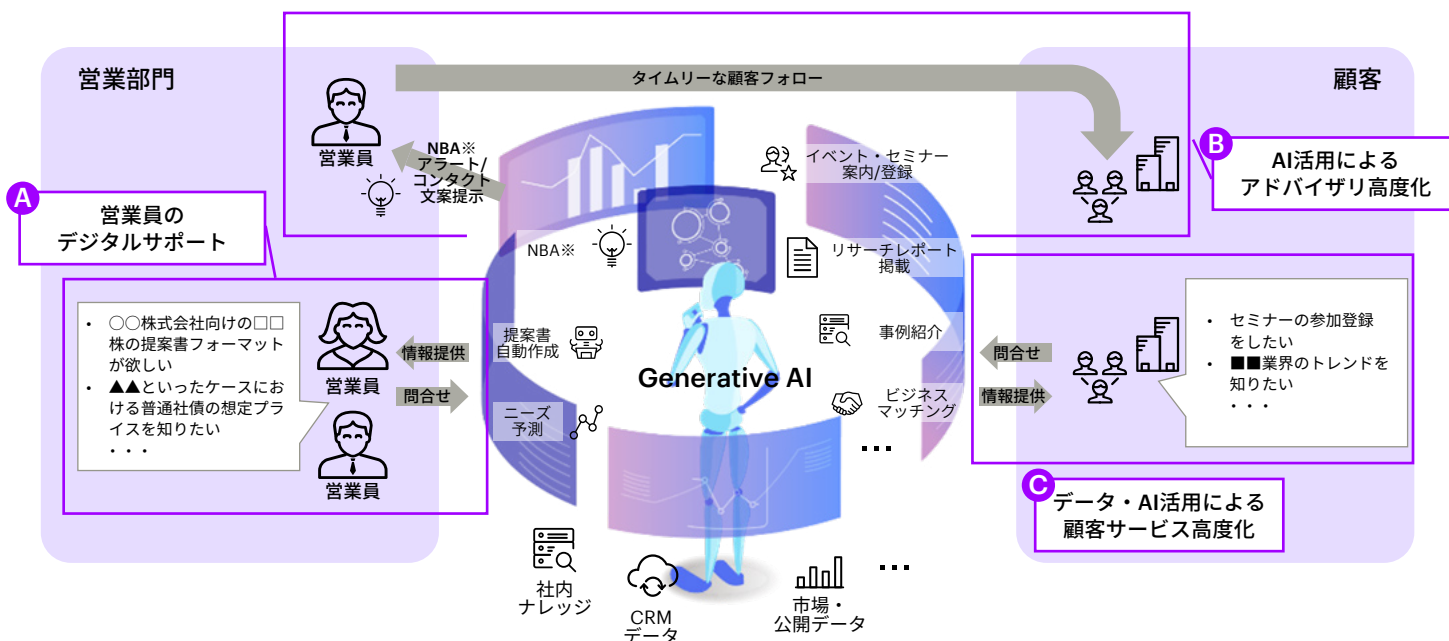 営業部門
タイムリーな顧客フォロー
顧客
営業員
NBA※
アラート/
コンタクト
文案提示
イベント・セミナー
案内/登録
B
AI活用による
アドバイザリ高度化
A
営業員の
デジタルサポート
NBA※
リサーチレポート
掲載
• 〇〇株式会社向けの□□
株の提案書フォーマット
が欲しい
• ▲▲といったケースにお
ける普通社債の想定プラ
イスを知りたい
・・・
営業員
営業員
情報提供
問合せ
提案書
自動作成
ニーズ
予測
Generative AI
事例紹介
ビジネス
マッチング
…
問合せ
情報提供
• セミナーの参加登録
をしたい
• ■■業界のトレンドを
知りたい
・・・
C
データ・AI活用による
顧客サービス高度化
社内
ナレッジ
CRM
データ
市場・
公開データ
…